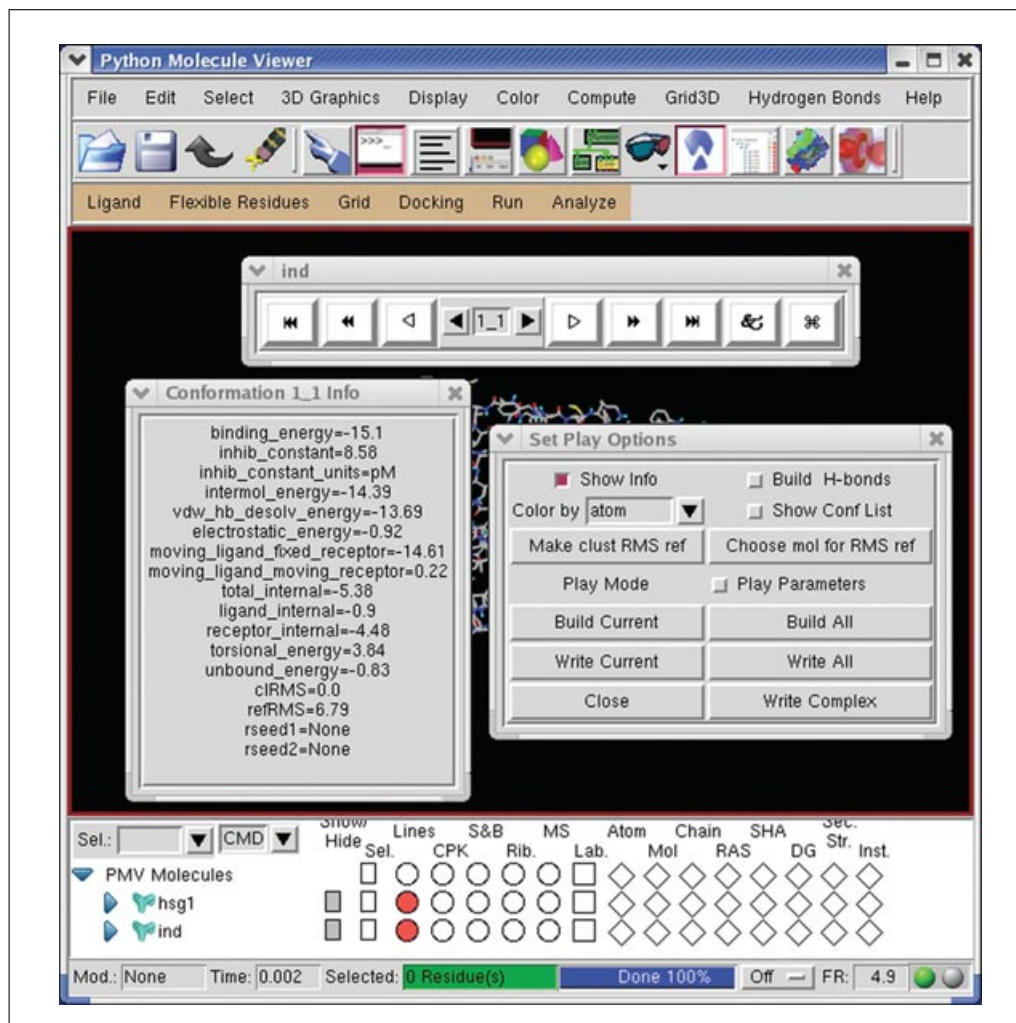 Python Molecule Viewer
File Edit Select 3D Graphics Display Color Compute Grid3D Hydrogen Bonds Help
>>>_
Ligand Flexible Residues Grid Docking Run Analyze
ind
1_1
Conformation 1_1 Info
binding_energy=-15.1
inhib_constant=8.58
inhib_constant_units=pM
intermol_energy=-14.39
vdw_hb_desolv_energy=-13.69
electrostatic_energy=-0.92
moving_ligand_fixed_receptor=-14.61
moving_ligand_moving_receptor=0.22
total_internal=-5.38
ligand_internal=-0.9
receptor_internal=-4.48
torsional_energy=3.84
unbound_energy=-0.83
clRMS=0.0
refRMS=6.79
rseed1=None
rseed2=None
Set Play Options
Show Info Build H-bonds
Color by atom Show Conf List
Make clust RMS ref Choose mol for RMS ref
Play Mode Play Parameters
Build Current Build All
Write Current Write All
Close Write Complex
Sel.: CMD Show/ Hide Sel. Lines CPK S&B Rib. MS Lab. Atom Mol Chain RAS SHA DG Sec. Str. Inst.
PMV Molecules
hsg1
ind
Mod.: None Time: 0.002 Selected: 0 Residue(s) Done 100% Off FR: 4.9